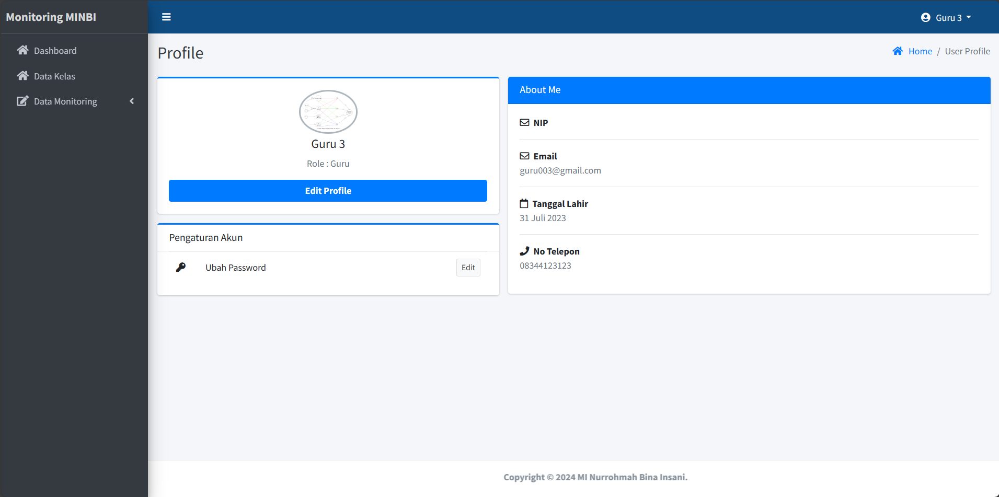 Monitoring MINBI
Guru 3
Dashboard
Data Kelas
Data Monitoring
Profile
Home / User Profile
Guru 3
Role : Guru
Edit Profile
Pengaturan Akun
Ubah Password
Edit
About Me
NIP
Email
guru003@gmail.com
Tanggal Lahir
31 Juli 2023
No Telepon
08344123123
Copyright © 2024 MI Nurrohmah Bina Insani.